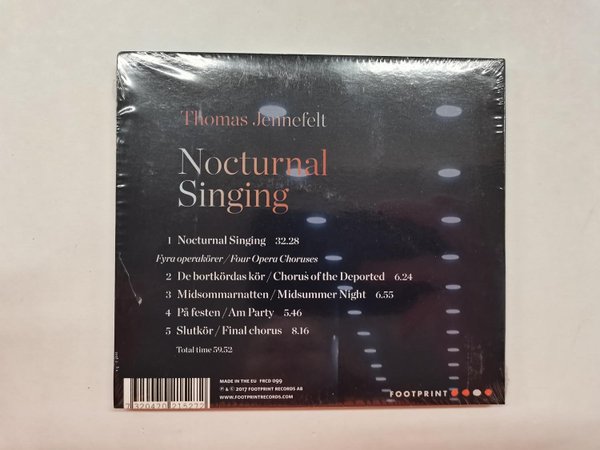 Thomas Jennefelt
Nocturnal
Singing
1 Nocturnal Singing 32.28
Fyra operakörer / Four Opera Choruses
2 De bortkördas kör / Chorus of the Deported 6.24
3 Midsommarnatten / Midsummer Night 6.55
4 På festen / Am Party 5.46
5 Slutkör / Final chorus 8.16
Total time 59.52
MADE IN THE EU FRCD 099
℗ & © 2017 FOOTPRINT RECORDS AB
WWW.FOOTPRINTRECORDS.COM
FOOTPRINT
7 320470 215272